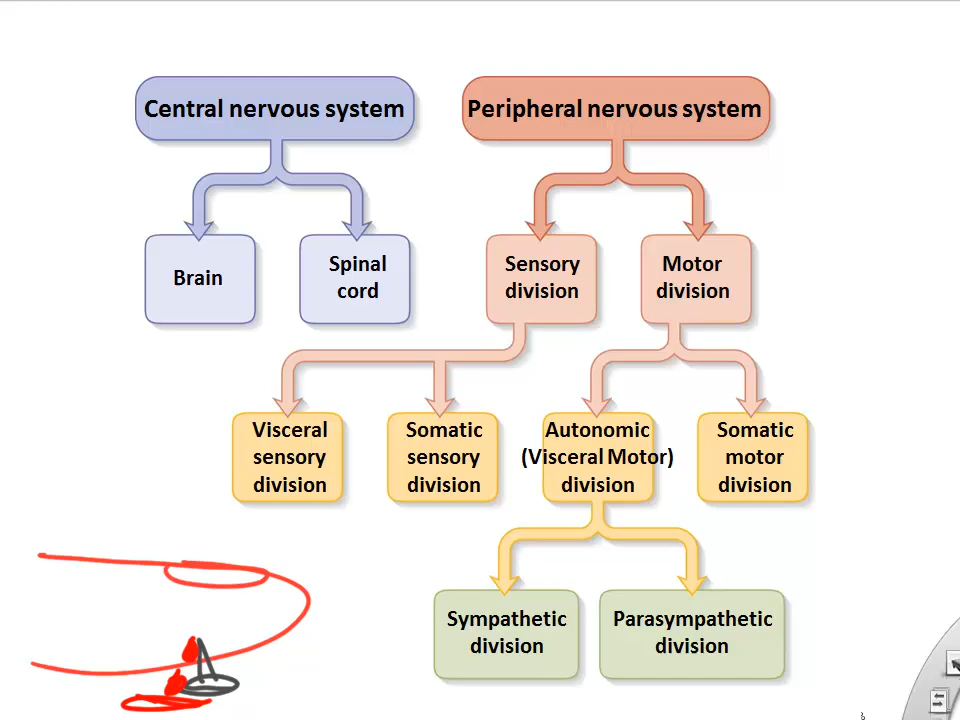 Central nervous system
Peripheral nervous system
Brain
Spinal
cord
Sensory
division
Motor
division
Visceral
sensory
division
Somatic
sensory
division
Autonomic
(Visceral Motor)
division
Somatic
motor
division
Sympathetic
division
Parasympathetic
division